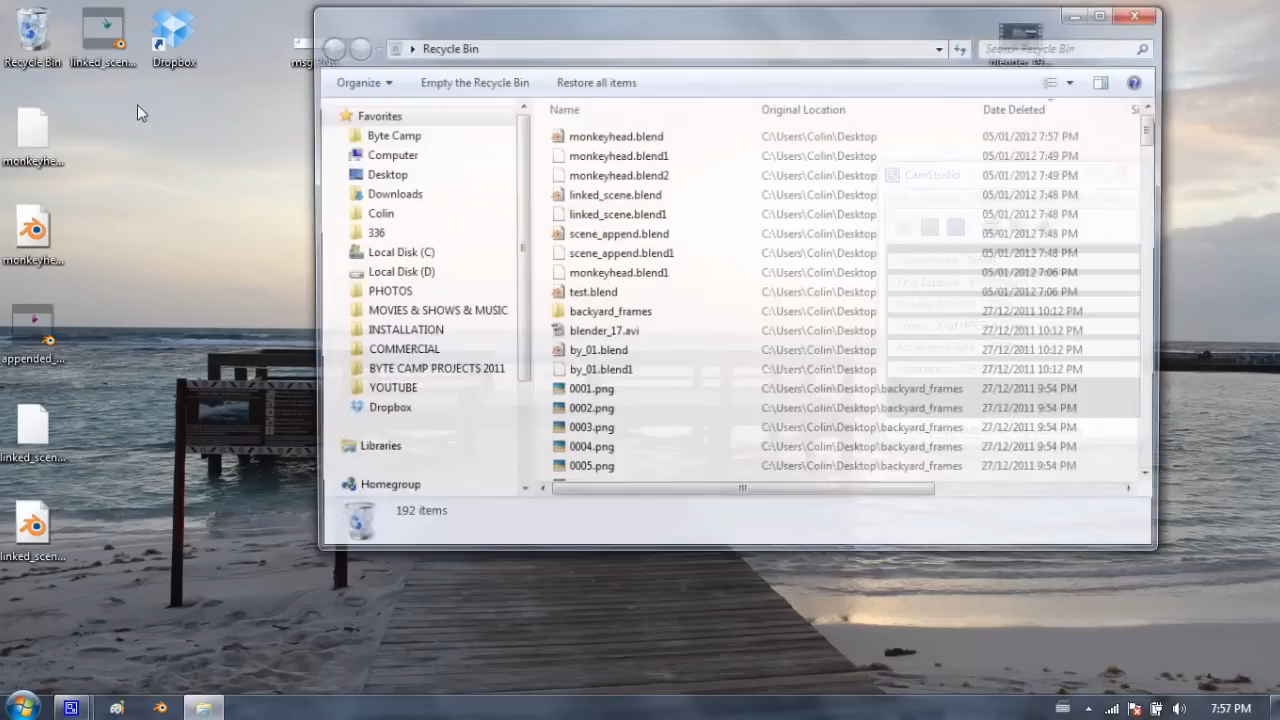 Recycle Bin
linked_scen...
Dropbox
monkeyhe...
monkeyhe...
appended_...
linked_scen...
linked_scen...
Recycle Bin
Search Recycle Bin
Organize
Empty the Recycle Bin
Restore all items
Favorites
Byte Camp
Computer
Desktop
Downloads
Colin
336
Local Disk (C)
Local Disk (D)
PHOTOS
MOVIES & SHOWS & MUSIC
INSTALLATION
COMMERCIAL
BYTE CAMP PROJECTS 2011
YOUTUBE
Dropbox
Libraries
Homegroup
Name Original Location Date Deleted Si
monkeyhead.blend C:\Users\Colin\Desktop 05/01/2012 7:57 PM
monkeyhead.blend1 C:\Users\Colin\Desktop 05/01/2012 7:49 PM
monkeyhead.blend2 C:\Users\Colin\Desktop 05/01/2012 7:49 PM
linked_scene.blend C:\Users\Colin\Desktop 05/01/2012 7:48 PM
linked_scene.blend1 C:\Users\Colin\Desktop 05/01/2012 7:48 PM
scene_append.blend C:\Users\Colin\Desktop 05/01/2012 7:48 PM
scene_append.blend1 C:\Users\Colin\Desktop 05/01/2012 7:48 PM
monkeyhead.blend1 C:\Users\Colin\Desktop 05/01/2012 7:06 PM
test.blend C:\Users\Colin\Desktop 05/01/2012 7:06 PM
backyard_frames C:\Users\Colin\Desktop 27/12/2011 10:12 PM
blender_17.avi C:\Users\Colin\Desktop 27/12/2011 10:12 PM
by_01.blend C:\Users\Colin\Desktop 27/12/2011 10:12 PM
by_01.blend1 C:\Users\Colin\Desktop 27/12/2011 10:12 PM
0001.png C:\Users\Colin\Desktop\backyard_frames 27/12/2011 9:54 PM
0002.png C:\Users\Colin\Desktop\backyard_frames 27/12/2011 9:54 PM
0003.png C:\Users\Colin\Desktop\backyard_frames 27/12/2011 9:54 PM
0004.png C:\Users\Colin\Desktop\backyard_frames 27/12/2011 9:54 PM
0005.png C:\Users\Colin\Desktop\backyard_frames 27/12/2011 9:54 PM
CamStudio
192 items
7:57 PM